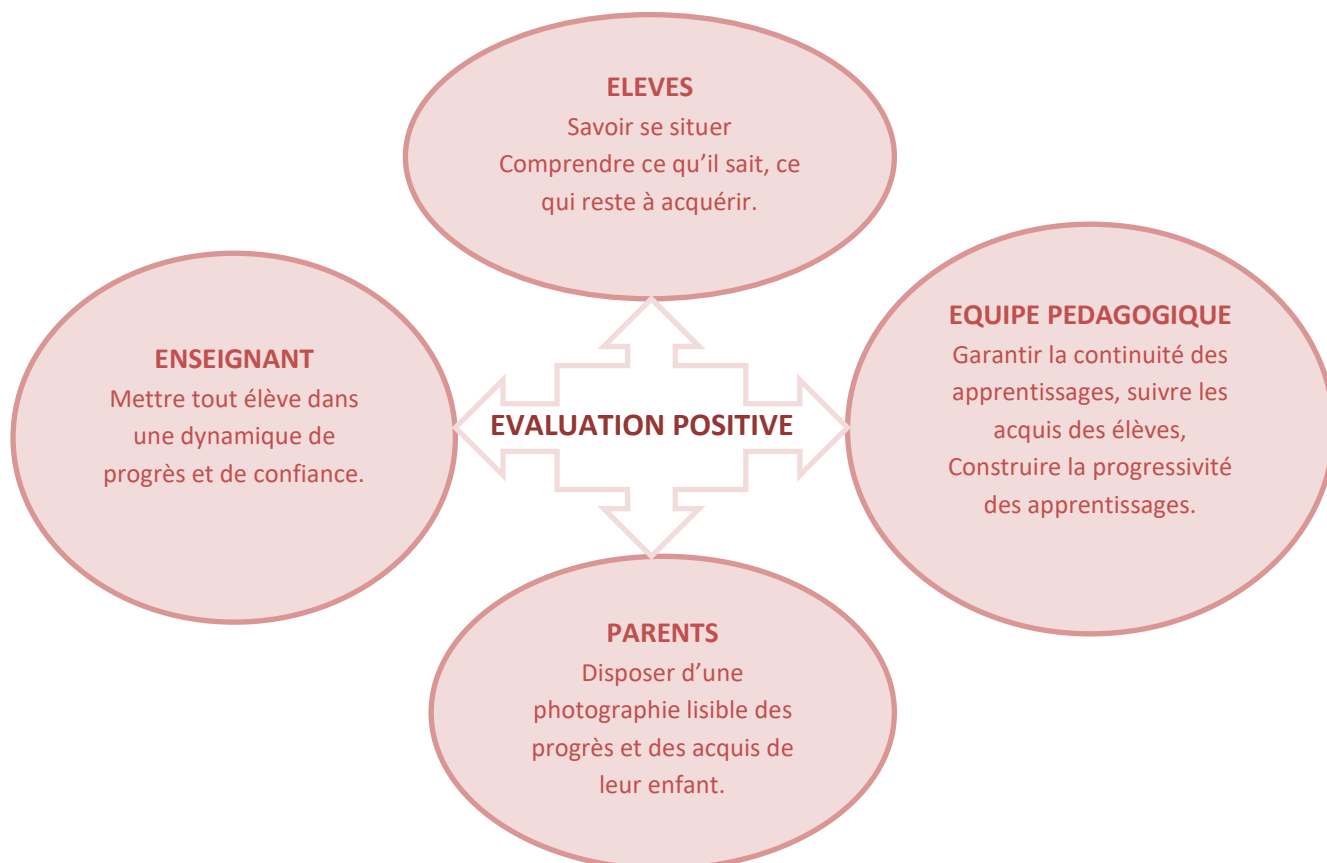 ELEVES
Savoir se situer
Comprendre ce qu’il sait, ce
qui reste à acquérir.
ENSEIGNANT
Mettre tout élève dans
une dynamique de
progrès et de confiance.
EVALUATION POSITIVE
EQUIPE PEDAGOGIQUE
Garantir la continuité des
apprentissages, suivre les
acquis des élèves,
Construire la progressivité
des apprentissages.
PARENTS
Disposer d’une
photographie lisible des
progrès et des acquis de
leur enfant.